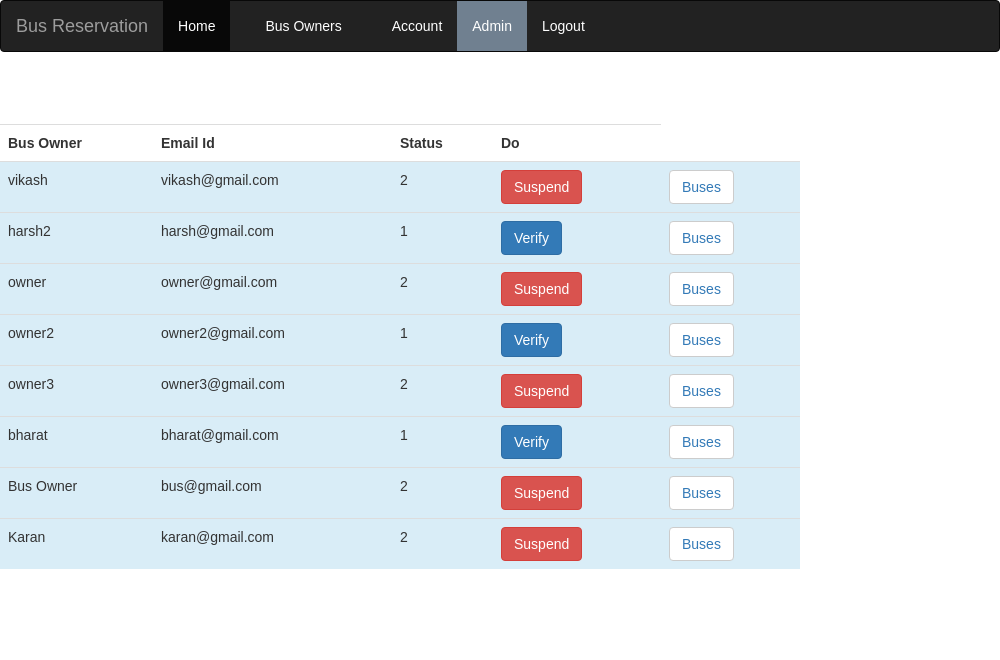 Bus Reservation Home Bus Owners Account Admin Logout
Bus Owner Email Id Status Do
vikash vikash@gmail.com 2 Suspend Buses
harsh2 harsh@gmail.com 1 Verify Buses
owner owner@gmail.com 2 Suspend Buses
owner2 owner2@gmail.com 1 Verify Buses
owner3 owner3@gmail.com 2 Suspend Buses
bharat bharat@gmail.com 1 Verify Buses
Bus Owner bus@gmail.com 2 Suspend Buses
Karan karan@gmail.com 2 Suspend Buses